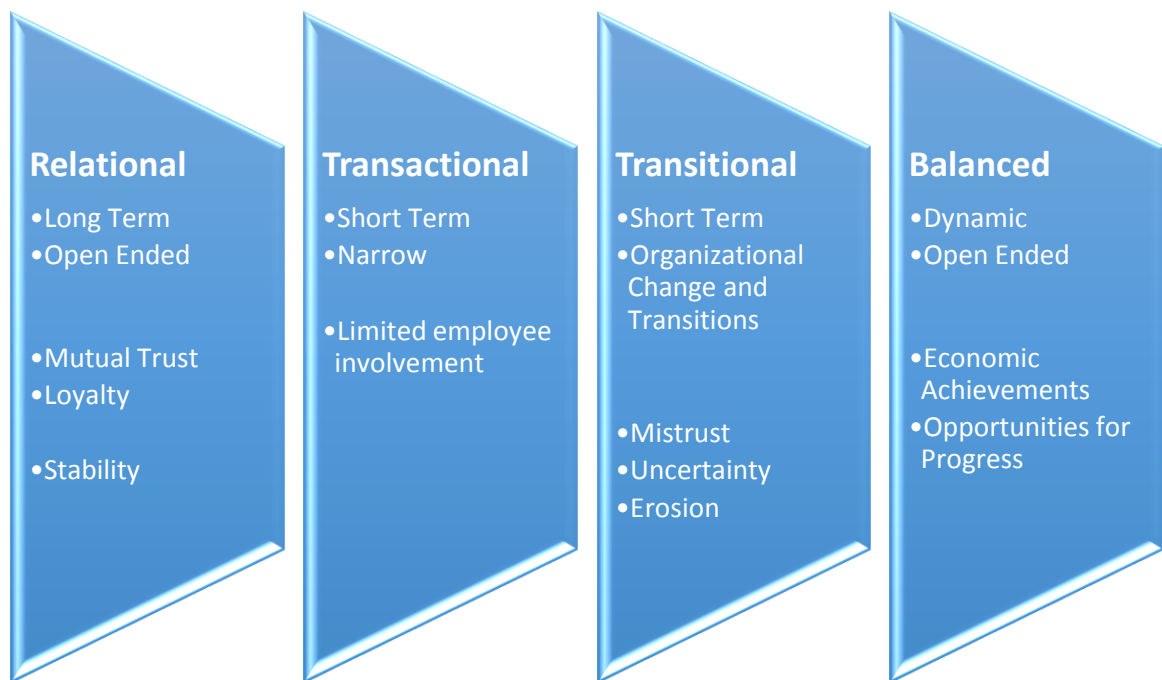 Relational
•Long Term
•Open Ended
•Mutual Trust
•Loyalty
•Stability
Transactional
•Short Term
•Narrow
•Limited employee
involvement
Transitional
•Short Term
•Organizational
Change and
Transitions
•Mistrust
•Uncertainty
•Erosion
Balanced
•Dynamic
•Open Ended
•Economic
Achievements
•Opportunities for
Progress